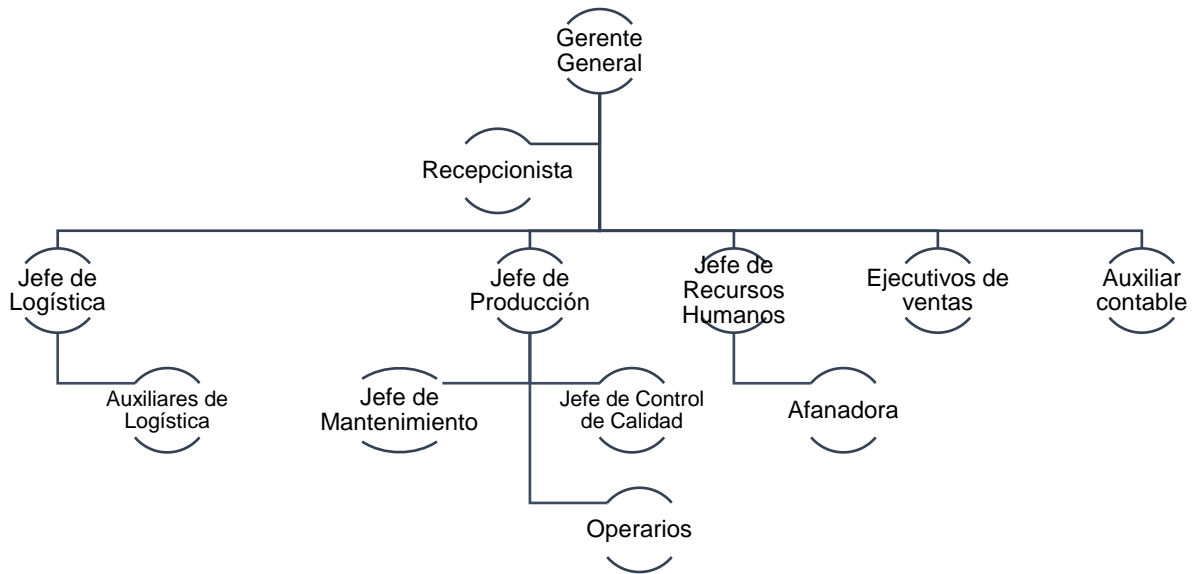 Gerente
General
Recepcionista
Jefe de
Logística
Jefe de
Producción
Jefe de
Recursos
Humanos
Ejecutivos de
ventas
Auxiliar
contable
Auxiliares de
Logística
Jefe de
Mantenimiento
Jefe de Control
de Calidad
Afanadora
Operarios